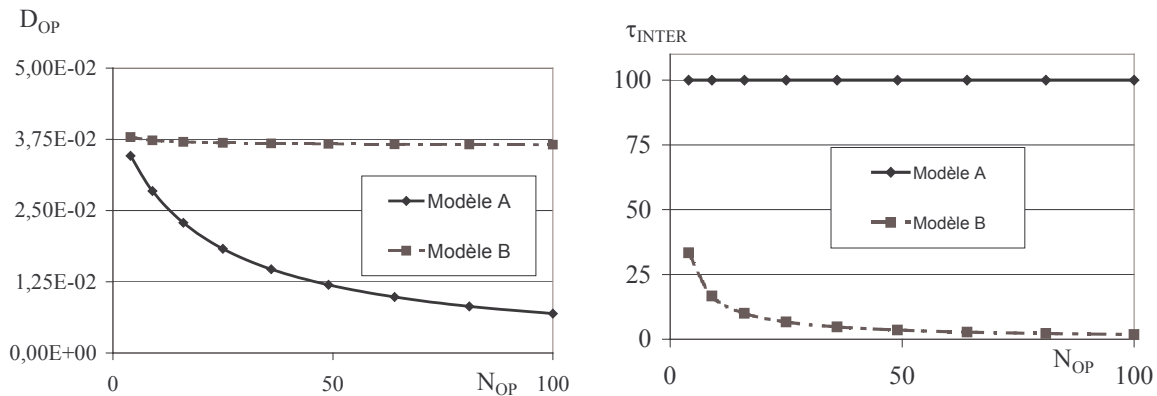 D_OP
5,00E-02
3,75E-02
2,50E-02
1,25E-02
0,00E+00
0
50
N_OP
100
Modèle A
Modèle B
τ_INTER
100
75
50
25
0
0
50
N_OP
100
Modèle A
Modèle B